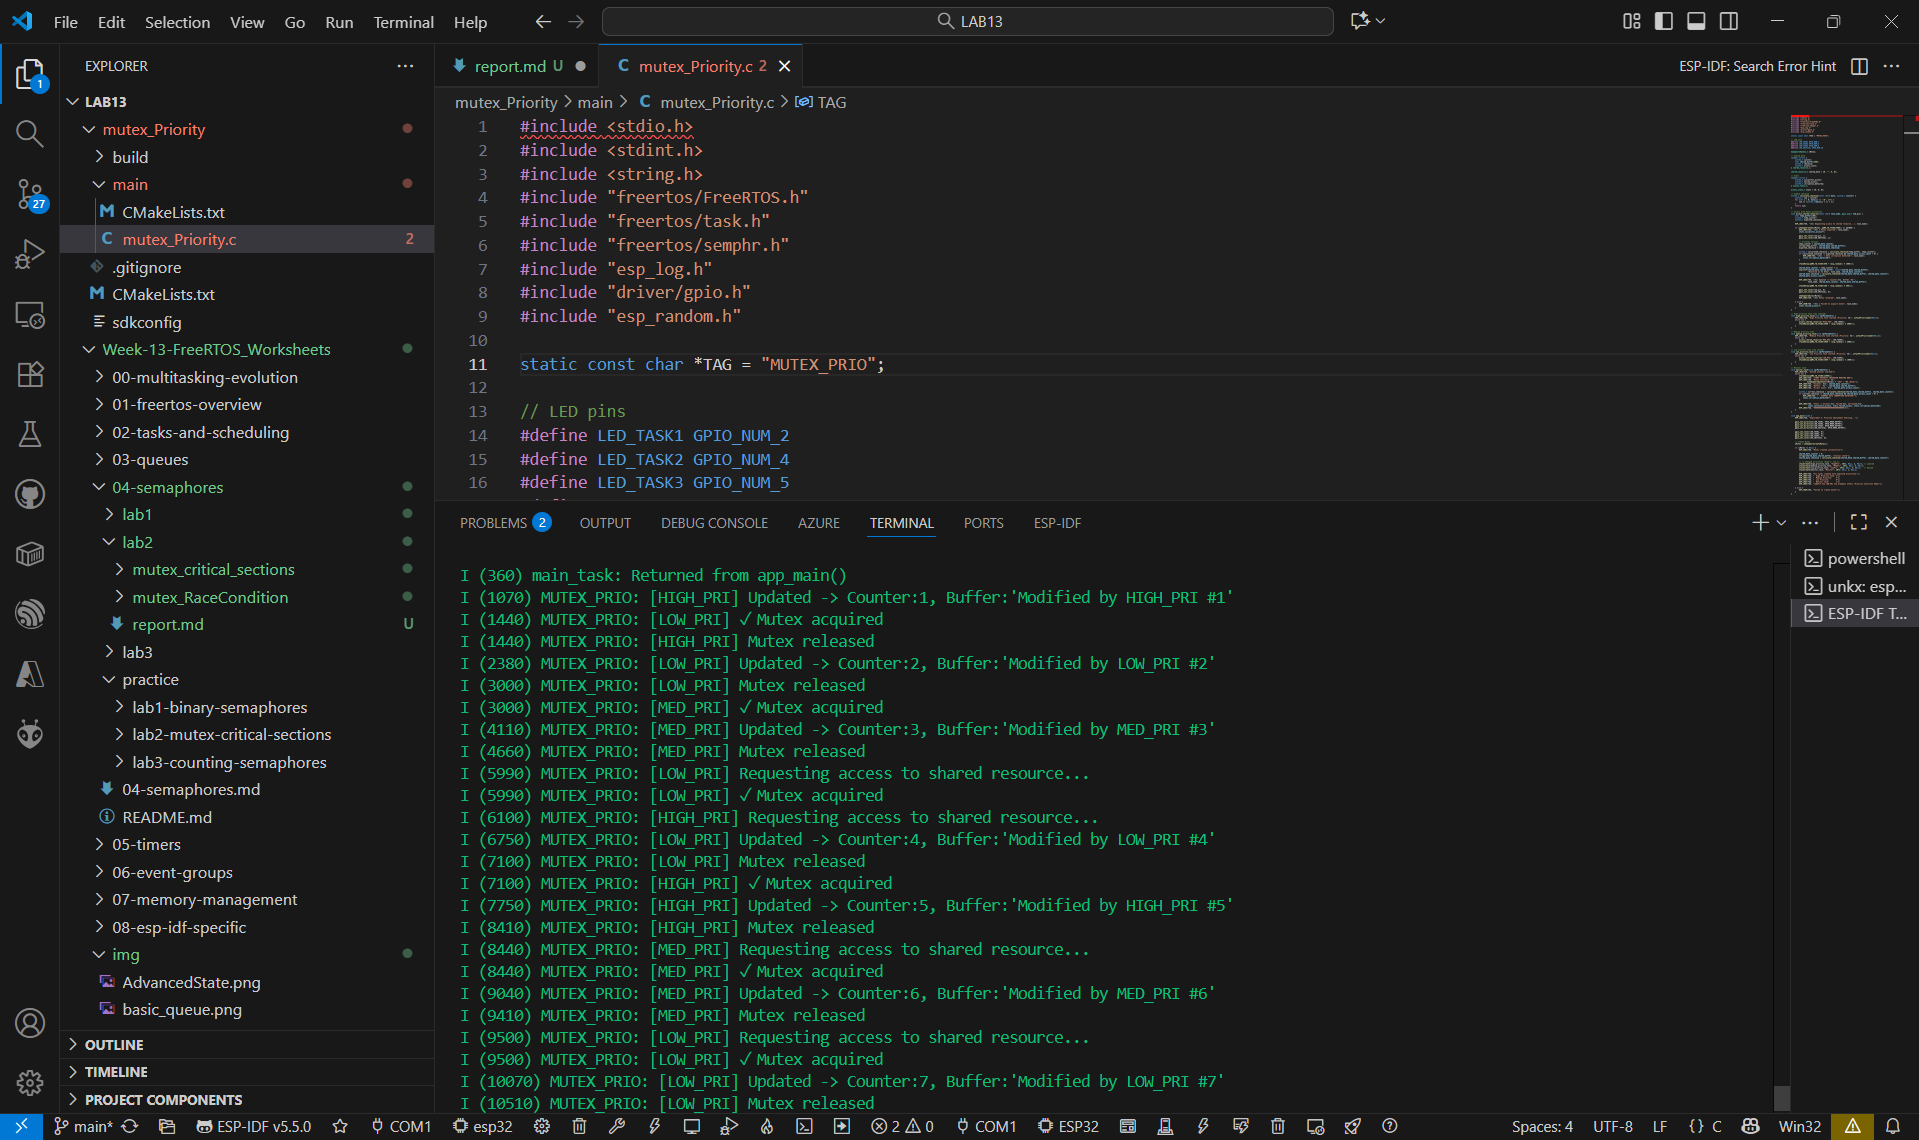 File Edit Selection View Go Run Terminal Help
LAB13
EXPLORER
LAB13
mutex_Priority
build
main
CMakeLists.txt
mutex_Priority.c 2
.gitignore
CMakeLists.txt
sdkconfig
Week-13-FreeRTOS_Worksheets
00-multitasking-evolution
01-freertos-overview
02-tasks-and-scheduling
03-queues
04-semaphores
lab1
lab2
mutex_critical_sections
mutex_RaceCondition
report.md U
lab3
practice
lab1-binary-semaphores
lab2-mutex-critical-sections
lab3-counting-semaphores
04-semaphores.md
README.md
05-timers
06-event-groups
07-memory-management
08-esp-idf-specific
img
AdvancedState.png
basic_queue.png
OUTLINE
TIMELINE
PROJECT COMPONENTS
1
27
report.md U
mutex_Priority.c 2
ESP-IDF: Search Error Hint
mutex_Priority > main > C mutex_Priority.c > TAG
1 #include <stdio.h>
2 #include <stdint.h>
3 #include <string.h>
4 #include "freertos/FreeRTOS.h"
5 #include "freertos/task.h"
6 #include "freertos/semphr.h"
7 #include "esp_log.h"
8 #include "driver/gpio.h"
9 #include "esp_random.h"
10
11 static const char *TAG = "MUTEX_PRIO";
12
13 // LED pins
14 #define LED_TASK1 GPIO_NUM_2
15 #define LED_TASK2 GPIO_NUM_4
16 #define LED_TASK3 GPIO_NUM_5
PROBLEMS 2 OUTPUT DEBUG CONSOLE AZURE TERMINAL PORTS ESP-IDF
I (360) main_task: Returned from app_main()
I (1070) MUTEX_PRIO: [HIGH_PRI] Updated -> Counter:1, Buffer:'Modified by HIGH_PRI #1'
I (1440) MUTEX_PRIO: [LOW_PRI] ✓ Mutex acquired
I (1440) MUTEX_PRIO: [HIGH_PRI] Mutex released
I (2380) MUTEX_PRIO: [LOW_PRI] Updated -> Counter:2, Buffer:'Modified by LOW_PRI #2'
I (3000) MUTEX_PRIO: [LOW_PRI] Mutex released
I (3000) MUTEX_PRIO: [MED_PRI] ✓ Mutex acquired
I (4110) MUTEX_PRIO: [MED_PRI] Updated -> Counter:3, Buffer:'Modified by MED_PRI #3'
I (4660) MUTEX_PRIO: [MED_PRI] Mutex released
I (5990) MUTEX_PRIO: [LOW_PRI] Requesting access to shared resource...
I (5990) MUTEX_PRIO: [LOW_PRI] ✓ Mutex acquired
I (6100) MUTEX_PRIO: [HIGH_PRI] Requesting access to shared resource...
I (6750) MUTEX_PRIO: [LOW_PRI] Updated -> Counter:4, Buffer:'Modified by LOW_PRI #4'
I (7100) MUTEX_PRIO: [LOW_PRI] Mutex released
I (7100) MUTEX_PRIO: [HIGH_PRI] ✓ Mutex acquired
I (7750) MUTEX_PRIO: [HIGH_PRI] Updated -> Counter:5, Buffer:'Modified by HIGH_PRI #5'
I (8410) MUTEX_PRIO: [HIGH_PRI] Mutex released
I (8440) MUTEX_PRIO: [MED_PRI] Requesting access to shared resource...
I (8440) MUTEX_PRIO: [MED_PRI] ✓ Mutex acquired
I (9040) MUTEX_PRIO: [MED_PRI] Updated -> Counter:6, Buffer:'Modified by MED_PRI #6'
I (9410) MUTEX_PRIO: [MED_PRI] Mutex released
I (9500) MUTEX_PRIO: [LOW_PRI] Requesting access to shared resource...
I (9500) MUTEX_PRIO: [LOW_PRI] ✓ Mutex acquired
I (10070) MUTEX_PRIO: [LOW_PRI] Updated -> Counter:7, Buffer:'Modified by LOW_PRI #7'
I (10510) MUTEX_PRIO: [LOW_PRI] Mutex released
powershell
unkx: esp...
ESP-IDF T...
main* ESP-IDF v5.5.0 COM1 esp32 2 0 COM1 ESP32 Spaces: 4 UTF-8 LF {} C Win32